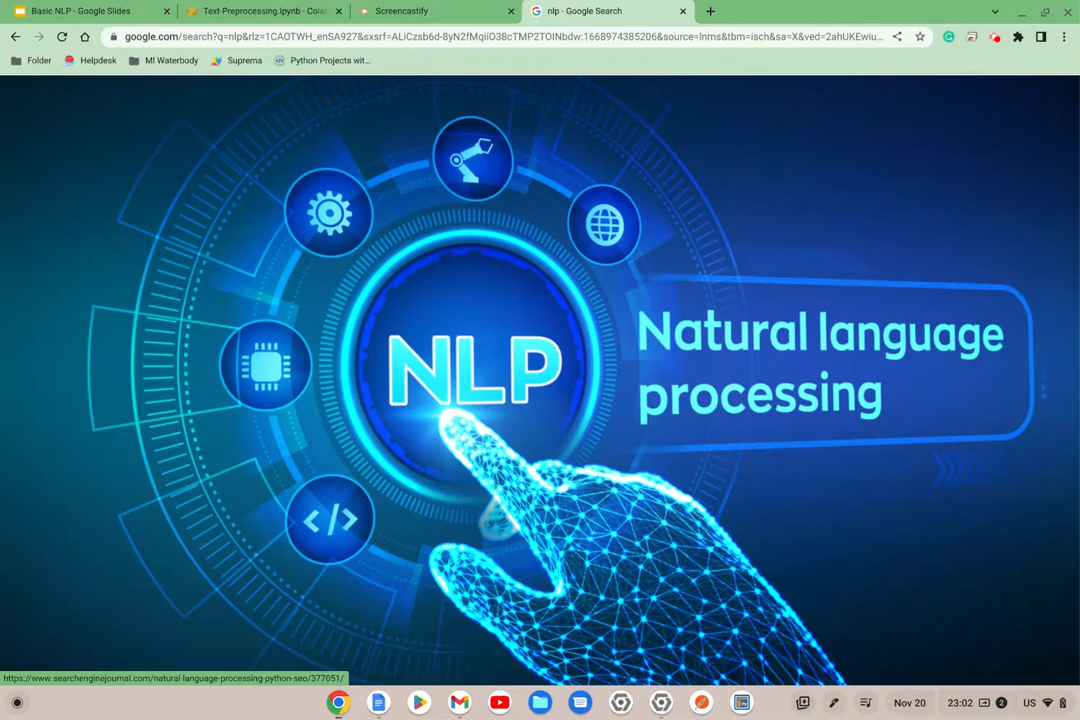 Basic NLP - Google Slides
Text-Preprocessing.ipynb - Colab
Screencastify
nlp - Google Search
google.com/search?q=nlp&rlz=1CAOTWH_enSA927&sxsrf=ALiCzsb6d-8yN2fMqiiO38cTMP2TOINbdw:1668974385206&source=lnms&tbm=isch&sa=X&ved=2ahUKEwiu...
Folder
Helpdesk
MI Waterbody
Suprema
Python Projects wit...
NLP
Natural language
processing
</>
https://www.searchenginejournal.com/natural-language-processing-python-seo/377051/
Nov 20
23:02
2
US